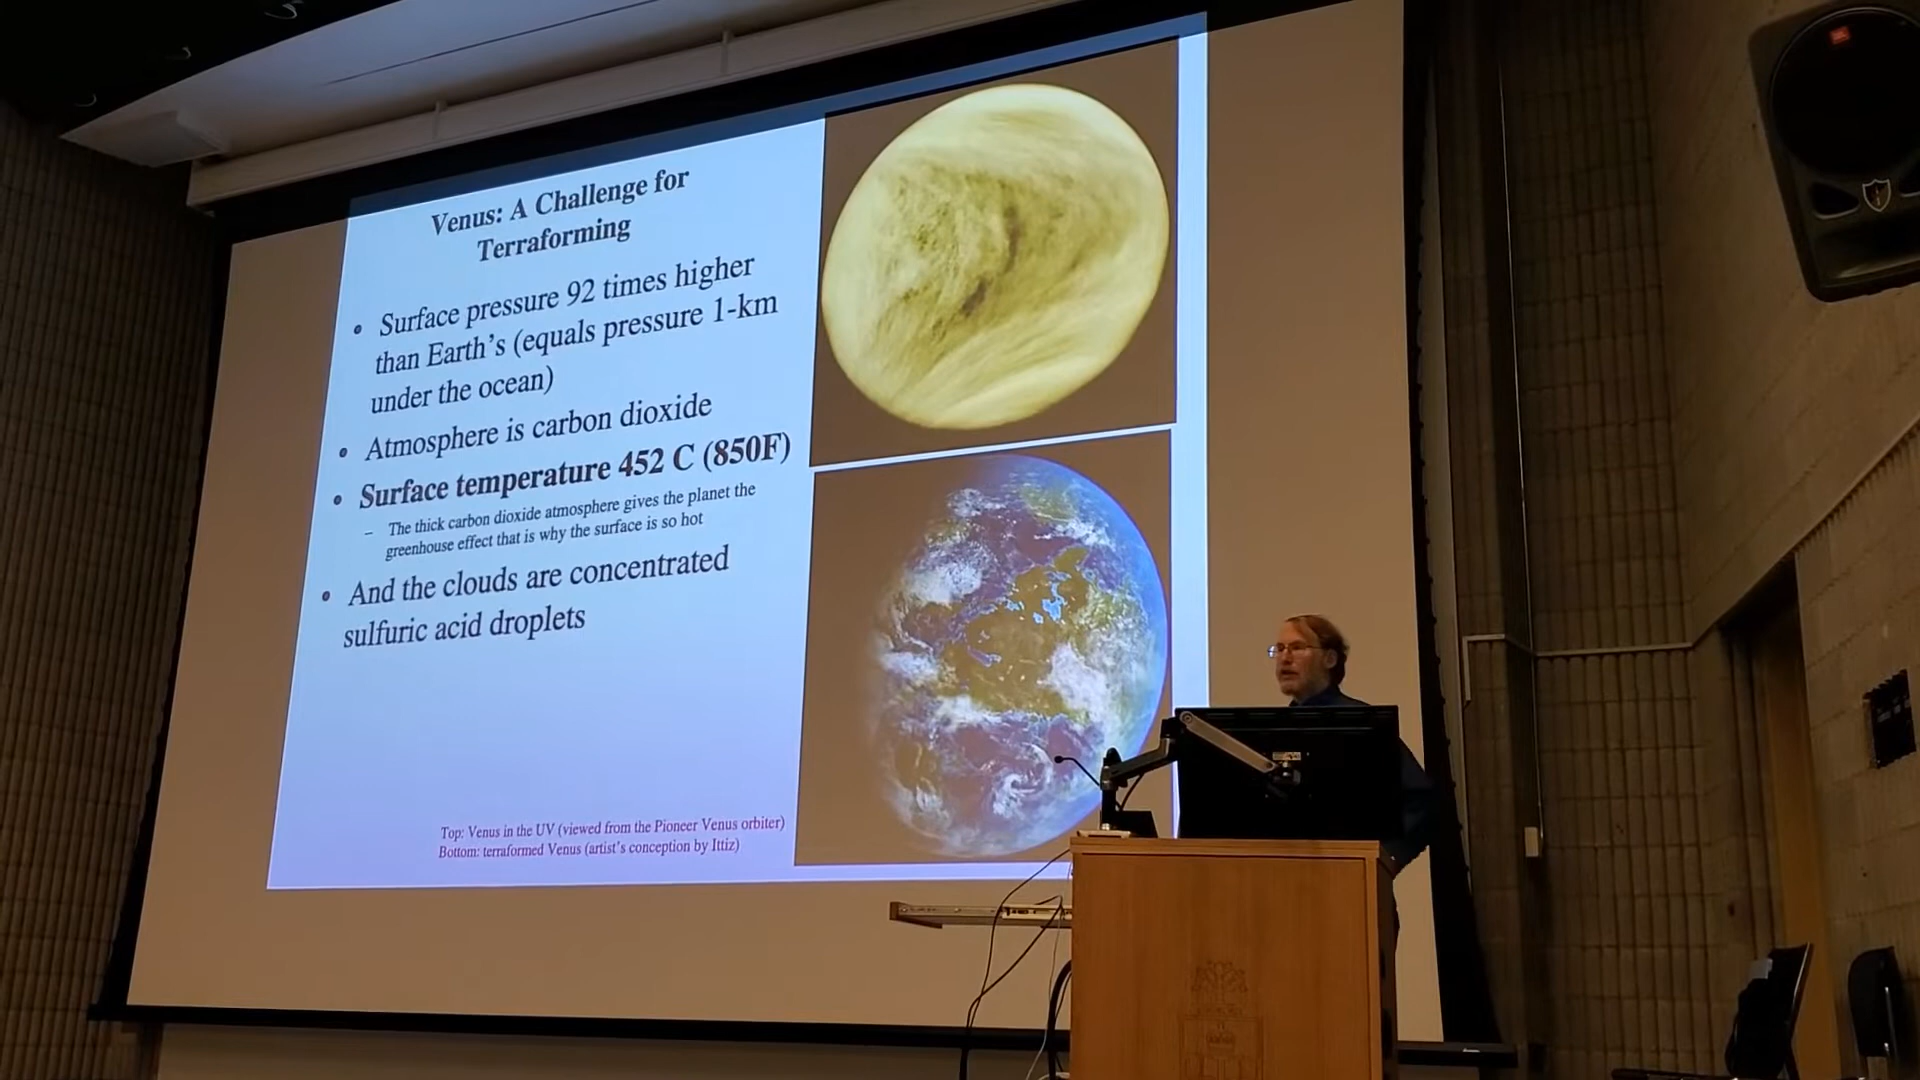 Venus: A Challenge for
Terraforming
• Surface pressure 92 times higher
than Earth's (equals pressure 1-km
under the ocean)
• Atmosphere is carbon dioxide
• Surface temperature 452 C (850F)
– The thick carbon dioxide atmosphere gives the planet the
greenhouse effect that is why the surface is so hot
• And the clouds are concentrated
sulfuric acid droplets
Top: Venus in the UV (viewed from the Pioneer Venus orbiter)
Bottom: terraformed Venus (artist's conception by Ittiz)